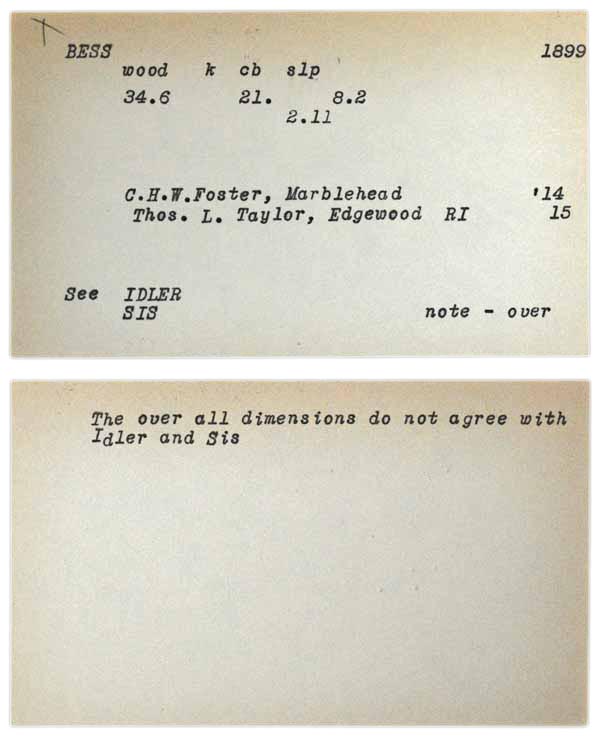 BESS 1899
wood k cb slp
34.6 21. 8.2
2.11
C.H.W.Foster, Marblehead '14
Thos. L. Taylor, Edgewood RI 15
See IDLER
SIS note - over
The over all dimensions do not agree with
Idler and Sis